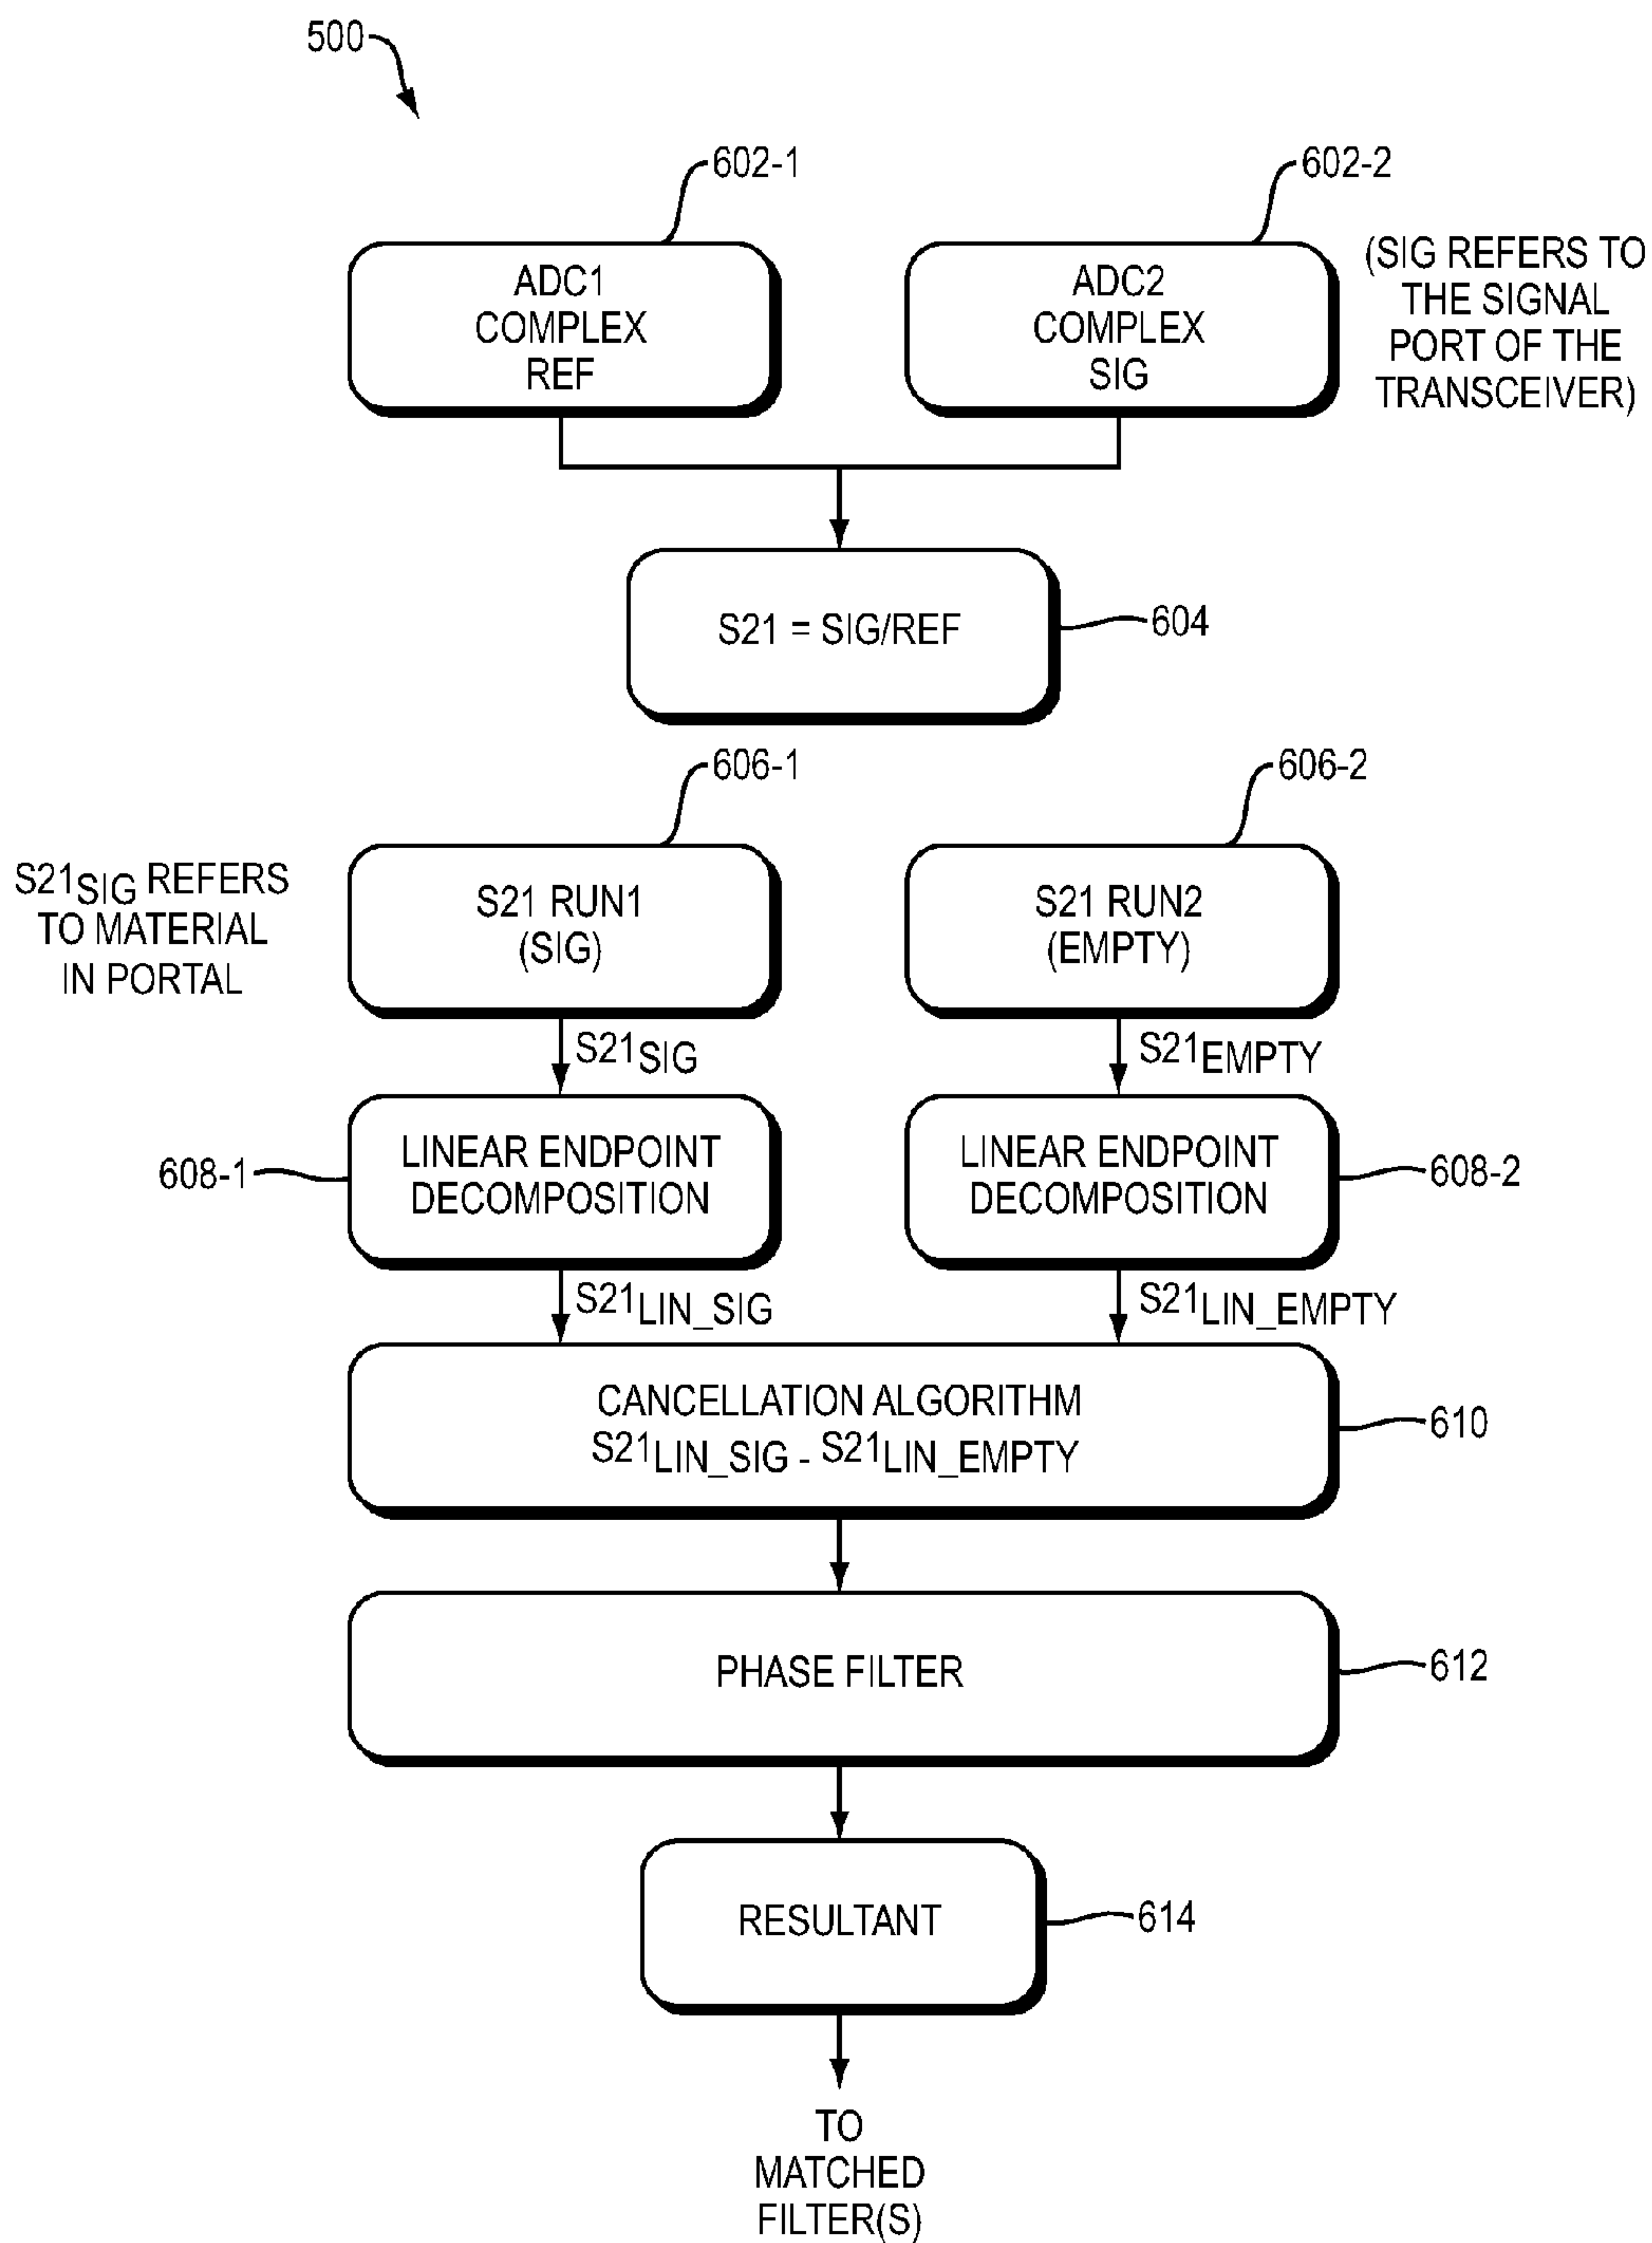 500
602-1
602-2
ADC1
COMPLEX
REF
ADC2
COMPLEX
SIG
(SIG REFERS TO
THE SIGNAL
PORT OF THE
TRANSCEIVER)
S21 = SIG/REF
604
606-1
606-2
S21SIG REFERS
TO MATERIAL
IN PORTAL
S21 RUN1
(SIG)
S21 RUN2
(EMPTY)
S21SIG
S21EMPTY
608-1
LINEAR ENDPOINT
DECOMPOSITION
LINEAR ENDPOINT
DECOMPOSITION
608-2
S21LIN_SIG
S21LIN_EMPTY
CANCELLATION ALGORITHM
S21LIN_SIG - S21LIN_EMPTY
610
PHASE FILTER
612
RESULTANT
614
TO
MATCHED
FILTER(S)